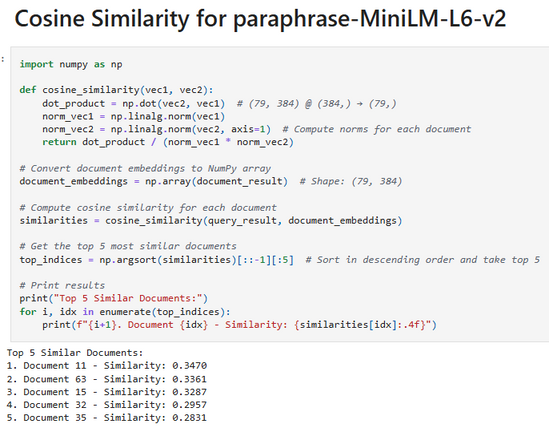 Cosine Similarity for paraphrase-MiniLM-L6-v2
:
import numpy as np
def cosine_similarity(vec1, vec2):
    dot_product = np.dot(vec2, vec1)  # (79, 384) @ (384,) → (79,)
    norm_vec1 = np.linalg.norm(vec1)
    norm_vec2 = np.linalg.norm(vec2, axis=1)  # Compute norms for each document
    return dot_product / (norm_vec1 * norm_vec2)
# Convert document embeddings to NumPy array
document_embeddings = np.array(document_result)  # Shape: (79, 384)
# Compute cosine similarity for each document
similarities = cosine_similarity(query_result, document_embeddings)
# Get the top 5 most similar documents
top_indices = np.argsort(similarities)[::-1][:5]  # Sort in descending order and take top 5
# Print results
print("Top 5 Similar Documents:")
for i, idx in enumerate(top_indices):
    print(f"{i+1}. Document {idx} - Similarity: {similarities[idx]:.4f}")
Top 5 Similar Documents:
1. Document 11 - Similarity: 0.3470
2. Document 63 - Similarity: 0.3361
3. Document 15 - Similarity: 0.3287
4. Document 32 - Similarity: 0.2957
5. Document 35 - Similarity: 0.2831